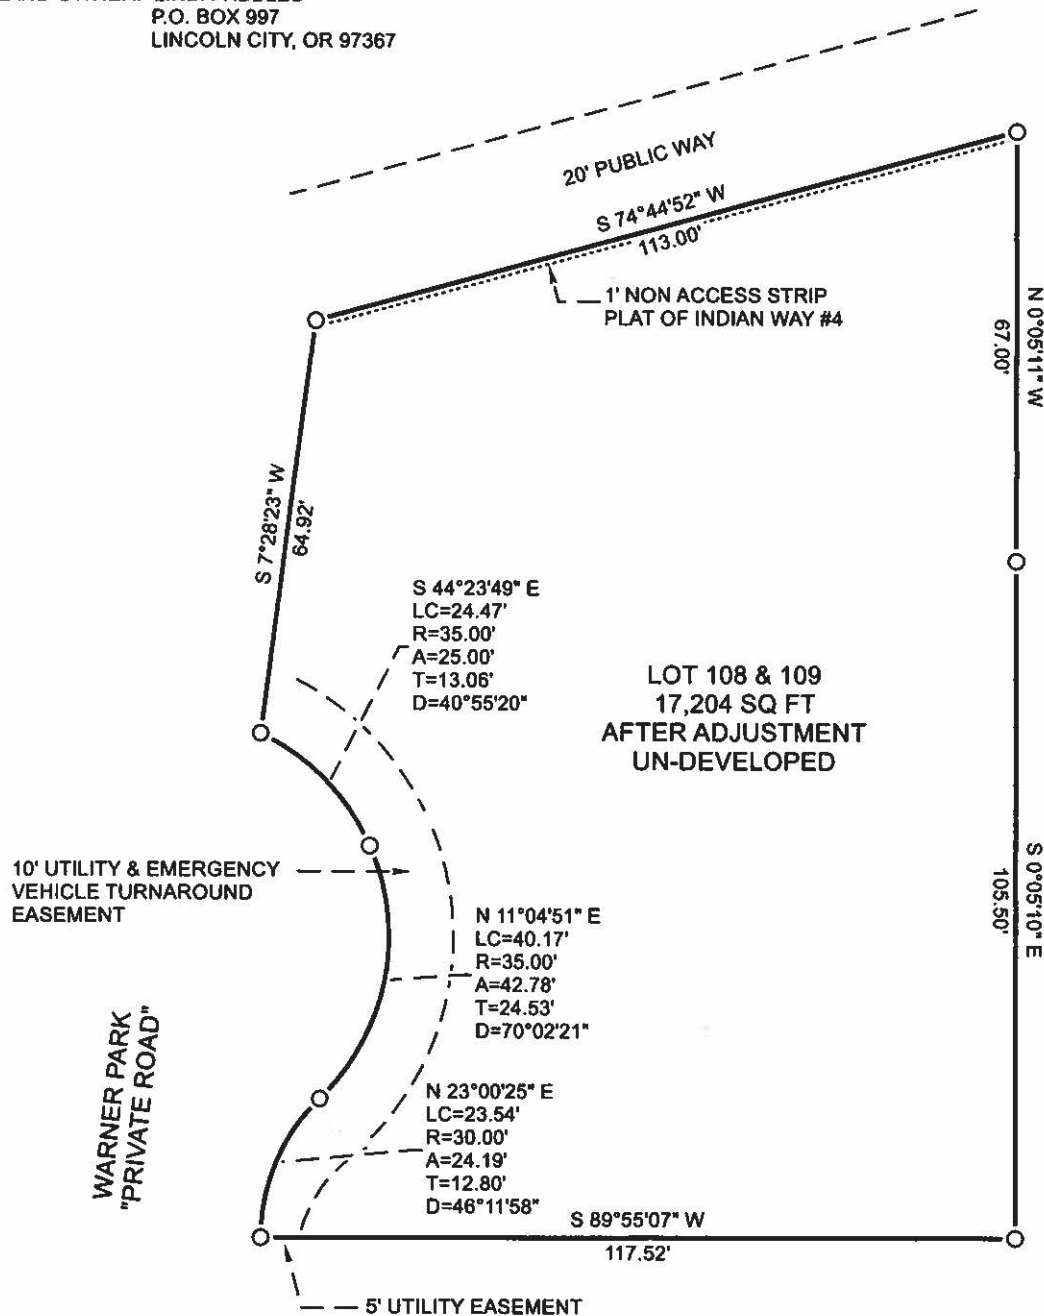 P.O. BOX 997
LINCOLN CITY, OR 97367
20' PUBLIC WAY
S 74°44'52" W
113.00'
1' NON ACCESS STRIP
PLAT OF INDIAN WAY #4
N 0°05'11" W
67.00'
S 7°28'23" W
64.92'
S 44°23'49" E
LC=24.47'
R=35.00'
A=25.00'
T=13.06'
D=40°55'20"
LOT 108 & 109
17,204 SQ FT
AFTER ADJUSTMENT
UN-DEVELOPED
10' UTILITY & EMERGENCY
VEHICLE TURNAROUND
EASEMENT
S 0°05'10" E
105.50'
N 11°04'51" E
LC=40.17'
R=35.00'
A=42.78'
T=24.53'
D=70°02'21"
WARNER PARK
"PRIVATE ROAD"
N 23°00'25" E
LC=23.54'
R=30.00'
A=24.19'
T=12.80'
D=46°11'58"
S 89°55'07" W
117.52'
5' UTILITY EASEMENT